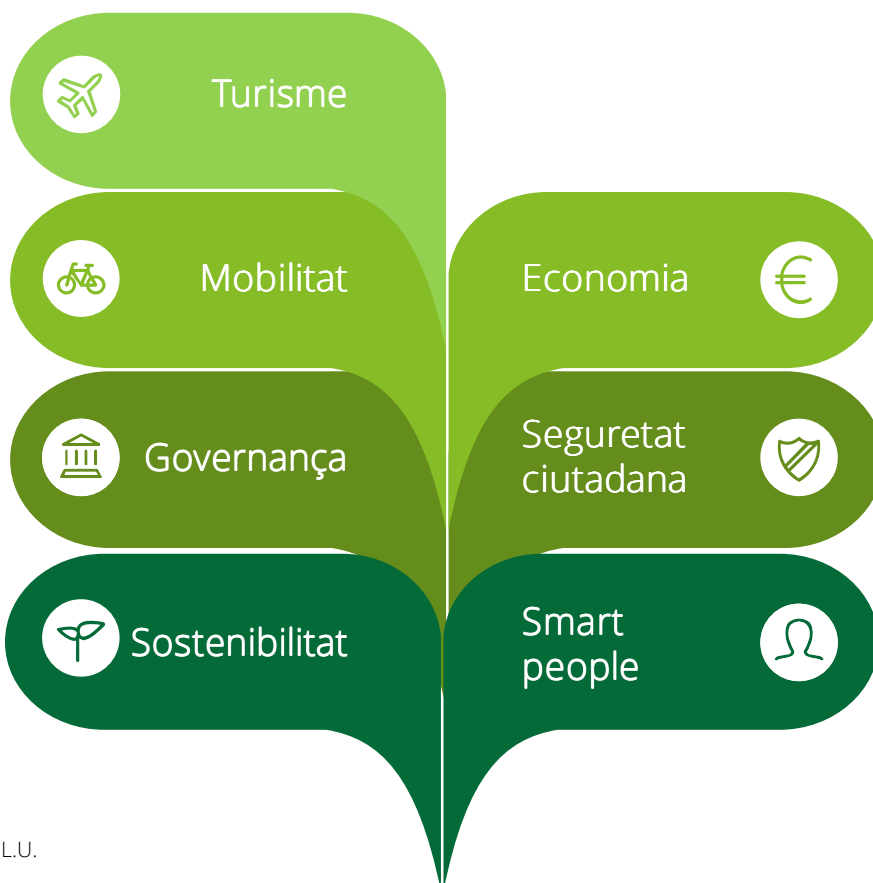 Turisme
Mobilitat
Economia
Governança
Seguretat
ciutadana
Sostenibilitat
Smart
people
L.U.